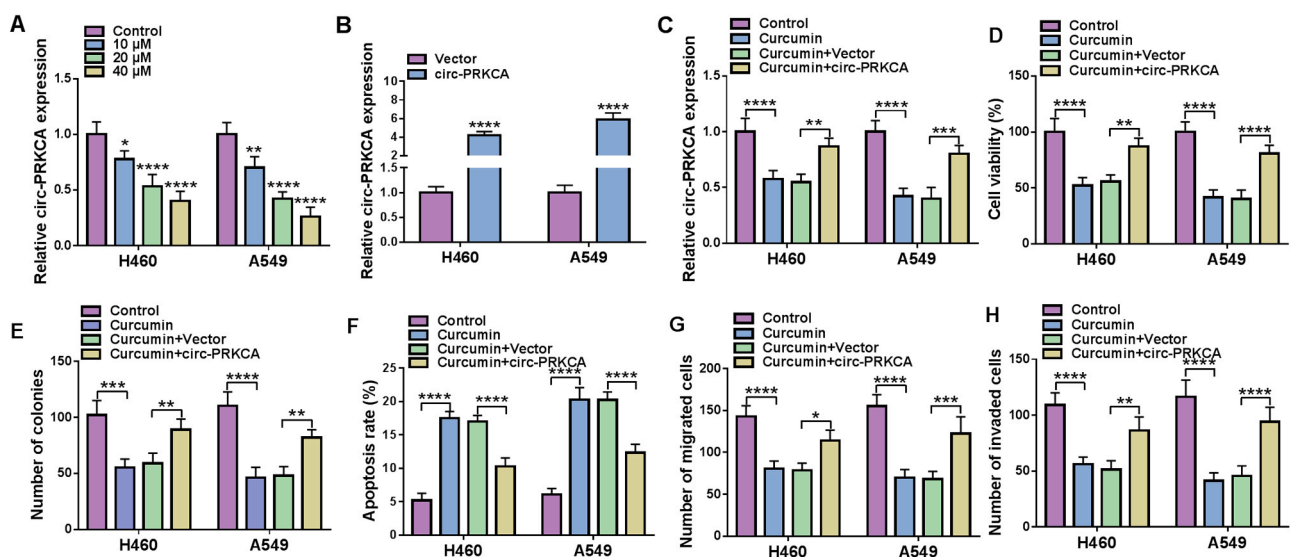 A
Control
10 µM
20 µM
40 µM
Relative circ-PRKCA expression
1.5
1.0
0.5
0.0
*
****
****
**
****
****
H460
A549
B
Vector
circ-PRKCA
Relative circ-PRKCA expression
10
8
6
4
2
1.5
1.0
0.5
0.0
****
****
H460
A549
C
Control
Curcumin
Curcumin+Vector
Curcumin+circ-PRKCA
Relative circ-PRKCA expression
1.5
1.0
0.5
0.0
****
**
****
***
H460
A549
D
Control
Curcumin
Curcumin+Vector
Curcumin+circ-PRKCA
Cell viability (%)
150
100
50
0
****
**
****
****
H460
A549
E
Control
Curcumin
Curcumin+Vector
Curcumin+circ-PRKCA
Number of colonies
150
100
50
0
***
**
****
**
H460
A549
F
Control
Curcumin
Curcumin+Vector
Curcumin+circ-PRKCA
Apoptosis rate (%)
25
20
15
10
5
0
****
****
****
****
H460
A549
G
Control
Curcumin
Curcumin+Vector
Curcumin+circ-PRKCA
Number of migrated cells
200
150
100
50
0
****
*
****
***
H460
A549
H
Control
Curcumin
Curcumin+Vector
Curcumin+circ-PRKCA
Number of invaded cells
150
100
50
0
****
**
****
****
H460
A549